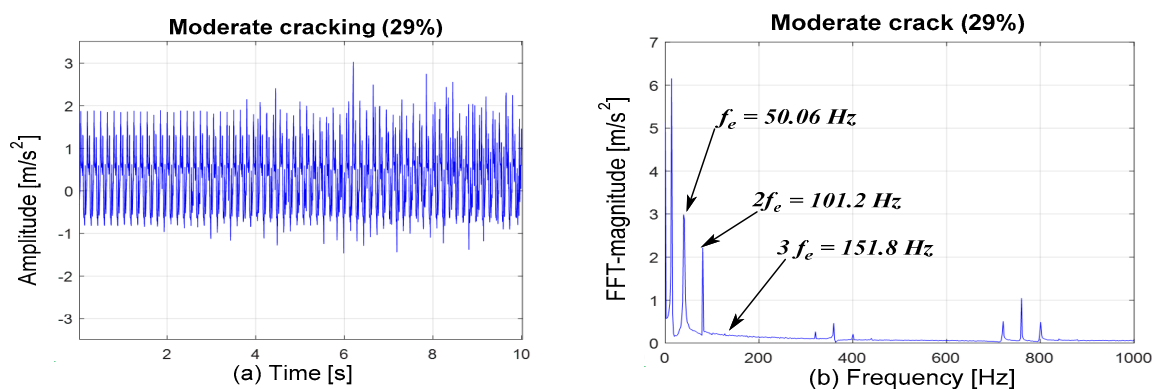 Moderate cracking (29%)
Amplitude [m/s²]
3
2
1
0
-1
-2
-3
2
4
6
8
10
(a) Time [s]
Moderate crack (29%)
FFT-magnitude [m/s²]
7
6
5
4
3
2
1
0
fₑ = 50.06 Hz
2fₑ = 101.2 Hz
3 fₑ = 151.8 Hz
0
200
400
600
800
1000
(b) Frequency [Hz]